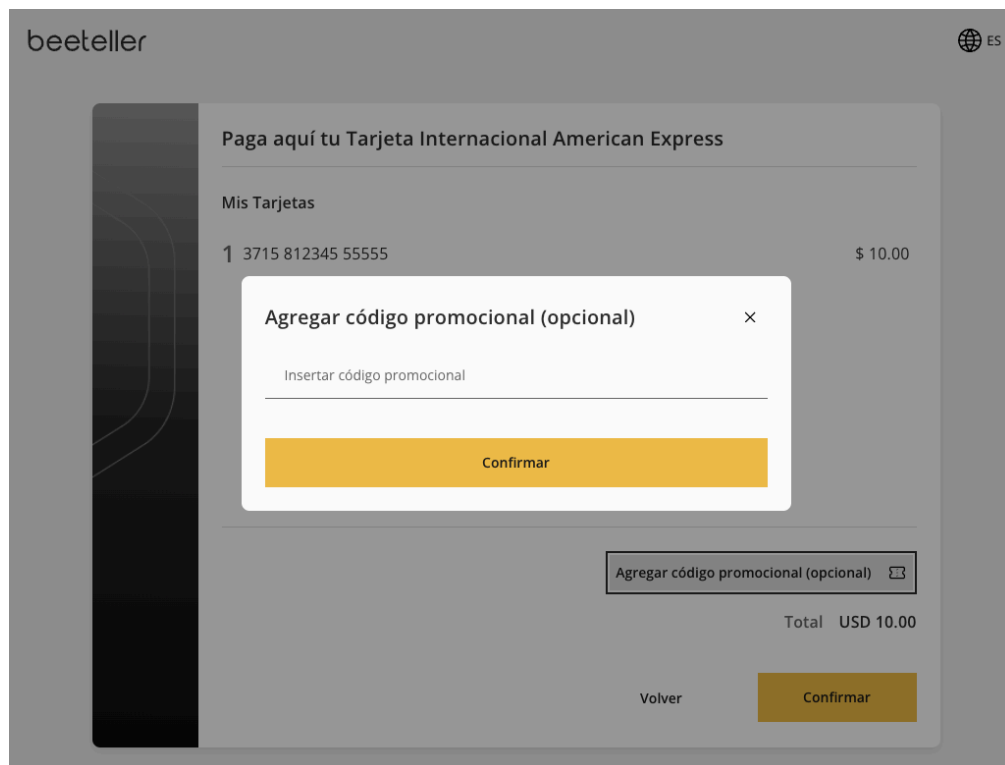 beeteller
ES
Paga aquí tu Tarjeta Internacional American Express
Mis Tarjetas
1 3715 812345 55555 $ 10.00
Agregar código promocional (opcional)
Insertar código promocional
Confirmar
Agregar código promocional (opcional)
Total USD 10.00
Volver Confirmar